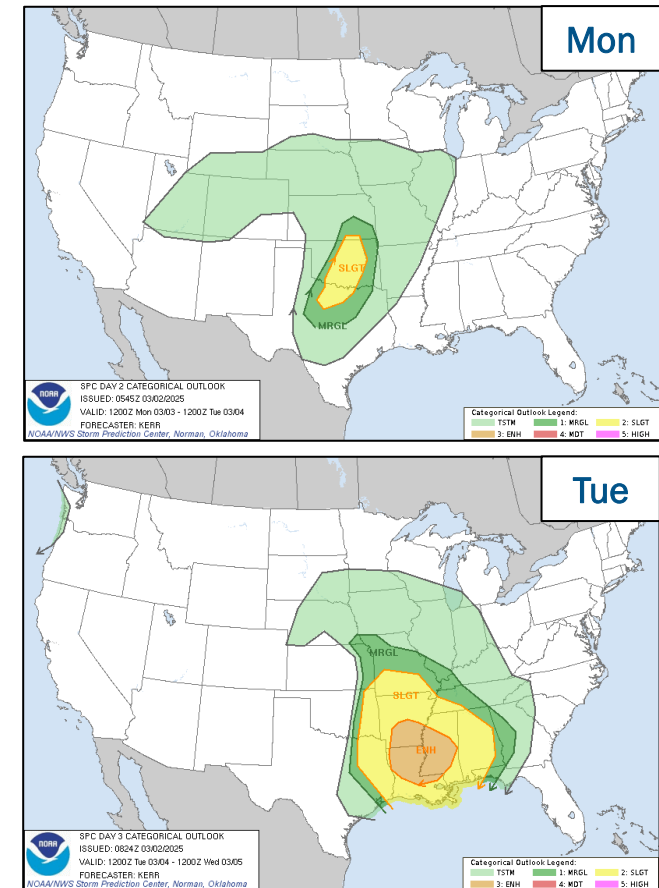 Mon
SLGT
MRGL
NOAA
SPC DAY 2 CATEGORICAL OUTLOOK
ISSUED: 0545Z 03/02/2025
VALID: 1200Z Mon 03/03 - 1200Z Tue 03/04
FORECASTER: KERR
NOAA/NWS Storm Prediction Center, Norman, Oklahoma
Categorical Outlook Legend:
TSTM 1: MRGL 2: SLGT
3: ENH 4: MDT 5: HIGH
Tue
MRGL
SLGT
ENH
NOAA
SPC DAY 3 CATEGORICAL OUTLOOK
ISSUED: 0824Z 03/02/2025
VALID: 1200Z Tue 03/04 - 1200Z Wed 03/05
FORECASTER: KERR
NOAA/NWS Storm Prediction Center, Norman, Oklahoma
Categorical Outlook Legend:
TSTM 1: MRGL 2: SLGT
3: ENH 4: MDT 5: HIGH